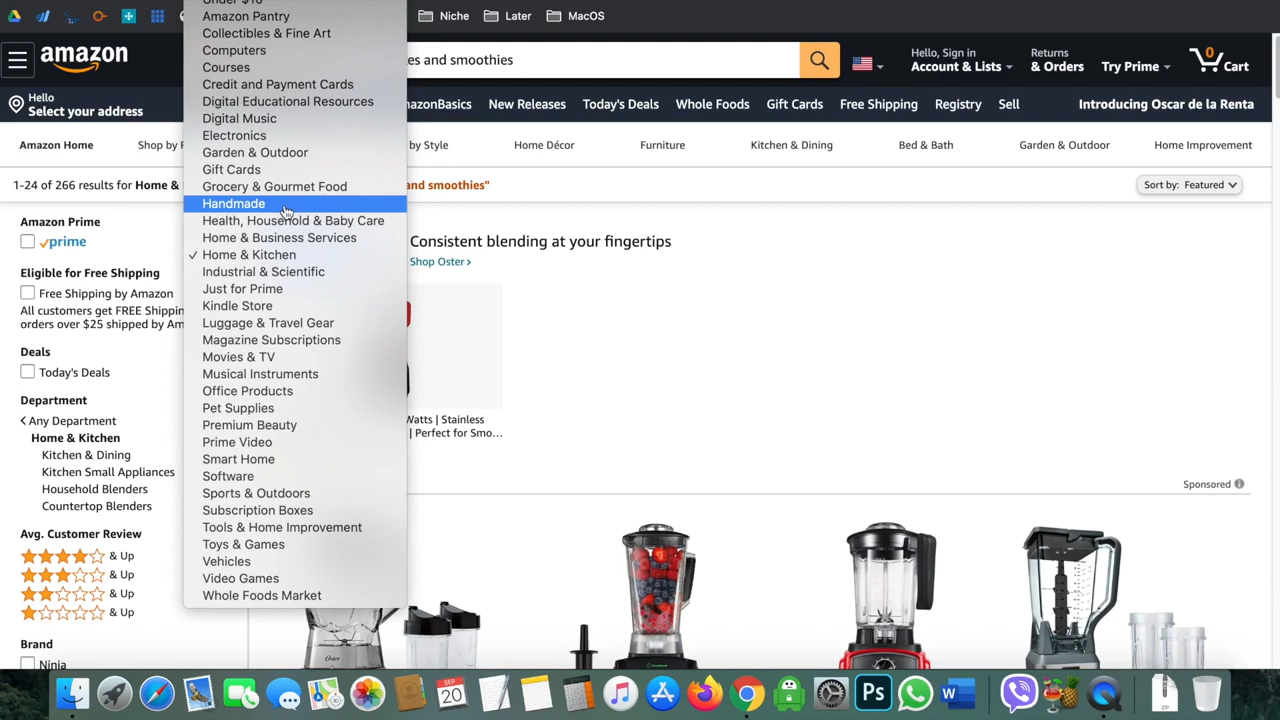 Niche
Later
MacOS
Under $10
Amazon Pantry
Collectibles & Fine Art
Computers
Courses
Credit and Payment Cards
Digital Educational Resources
Digital Music
Electronics
Garden & Outdoor
Gift Cards
Grocery & Gourmet Food
Handmade
Health, Household & Baby Care
Home & Business Services
✓ Home & Kitchen
Industrial & Scientific
Just for Prime
Kindle Store
Luggage & Travel Gear
Magazine Subscriptions
Movies & TV
Musical Instruments
Office Products
Pet Supplies
Premium Beauty
Prime Video
Smart Home
Software
Sports & Outdoors
Subscription Boxes
Tools & Home Improvement
Toys & Games
Vehicles
Video Games
Whole Foods Market
amazon
es and smoothies
Hello, Sign in
Account & Lists
Returns
& Orders
Try Prime
0
Cart
Hello
Select your address
mazonBasics New Releases Today's Deals Whole Foods Gift Cards Free Shipping Registry Sell
Introducing Oscar de la Renta
Amazon Home Shop by by Style Home Décor Furniture Kitchen & Dining Bed & Bath Garden & Outdoor Home Improvement
1-24 of 266 results for Home & and smoothies"
Sort by: Featured
Amazon Prime
prime
Eligible for Free Shipping
Free Shipping by Amazon
All customers get FREE Shippin
orders over $25 shipped by Am
Deals
Today's Deals
Department
< Any Department
Home & Kitchen
Kitchen & Dining
Kitchen Small Appliances
Household Blenders
Countertop Blenders
Avg. Customer Review
& Up
& Up
& Up
& Up
Brand
Ninja
Consistent blending at your fingertips
Shop Oster ›
Watts | Stainless
| Perfect for Smo...
Sponsored
SEP
20
Ps
W
ZIP